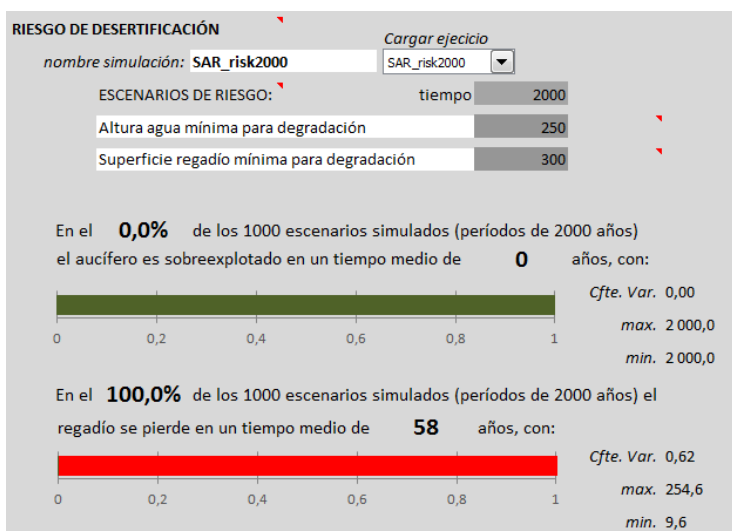 RIESGO DE DESERTIFICACIÓN
Cargar ejecicio
nombre simulación: SAR_risk2000 SAR_risk2000
ESCENARIOS DE RIESGO: tiempo 2000
Altura agua mínima para degradación 250
Superficie regadío mínima para degradación 300
En el 0,0% de los 1000 escenarios simulados (períodos de 2000 años)
el aucífero es sobreexplotado en un tiempo medio de 0 años, con:
Cfte. Var. 0,00
max. 2 000,0
0 0,2 0,4 0,6 0,8 1
min. 2 000,0
En el 100,0% de los 1000 escenarios simulados (períodos de 2000 años) el
regadío se pierde en un tiempo medio de 58 años, con:
Cfte. Var. 0,62
max. 254,6
0 0,2 0,4 0,6 0,8 1
min. 9,6